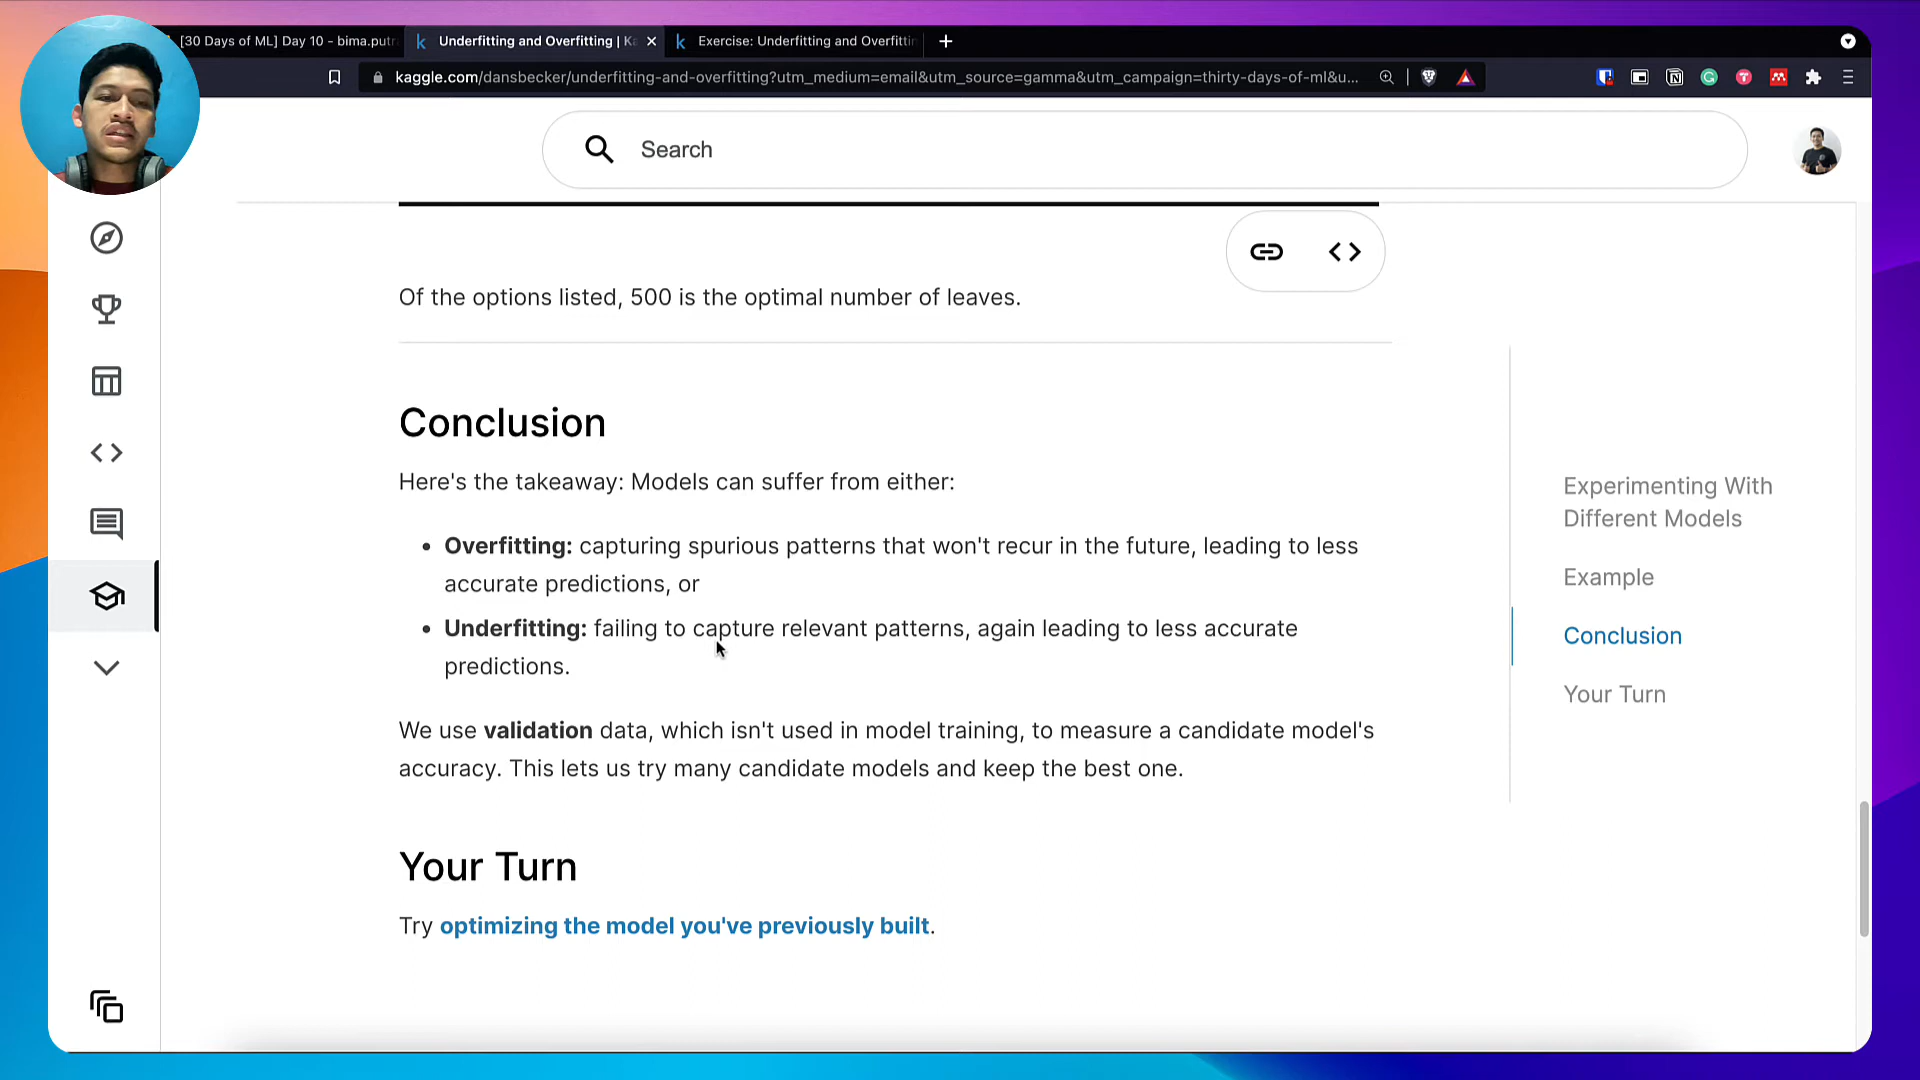 [30 Days of ML] Day 10 - bima.putr
Underfitting and Overfitting | Ka
Exercise: Underfitting and Overfittin
kaggle.com/dansbecker/underfitting-and-overfitting?utm_medium=email&utm_source=gamma&utm_campaign=thirty-days-of-ml&u...
Search
Of the options listed, 500 is the optimal number of leaves.
Conclusion
Here's the takeaway: Models can suffer from either:
• Overfitting: capturing spurious patterns that won't recur in the future, leading to less
accurate predictions, or
• Underfitting: failing to capture relevant patterns, again leading to less accurate
predictions.
We use validation data, which isn't used in model training, to measure a candidate model's
accuracy. This lets us try many candidate models and keep the best one.
Your Turn
Try optimizing the model you've previously built.
Experimenting With
Different Models
Example
Conclusion
Your Turn